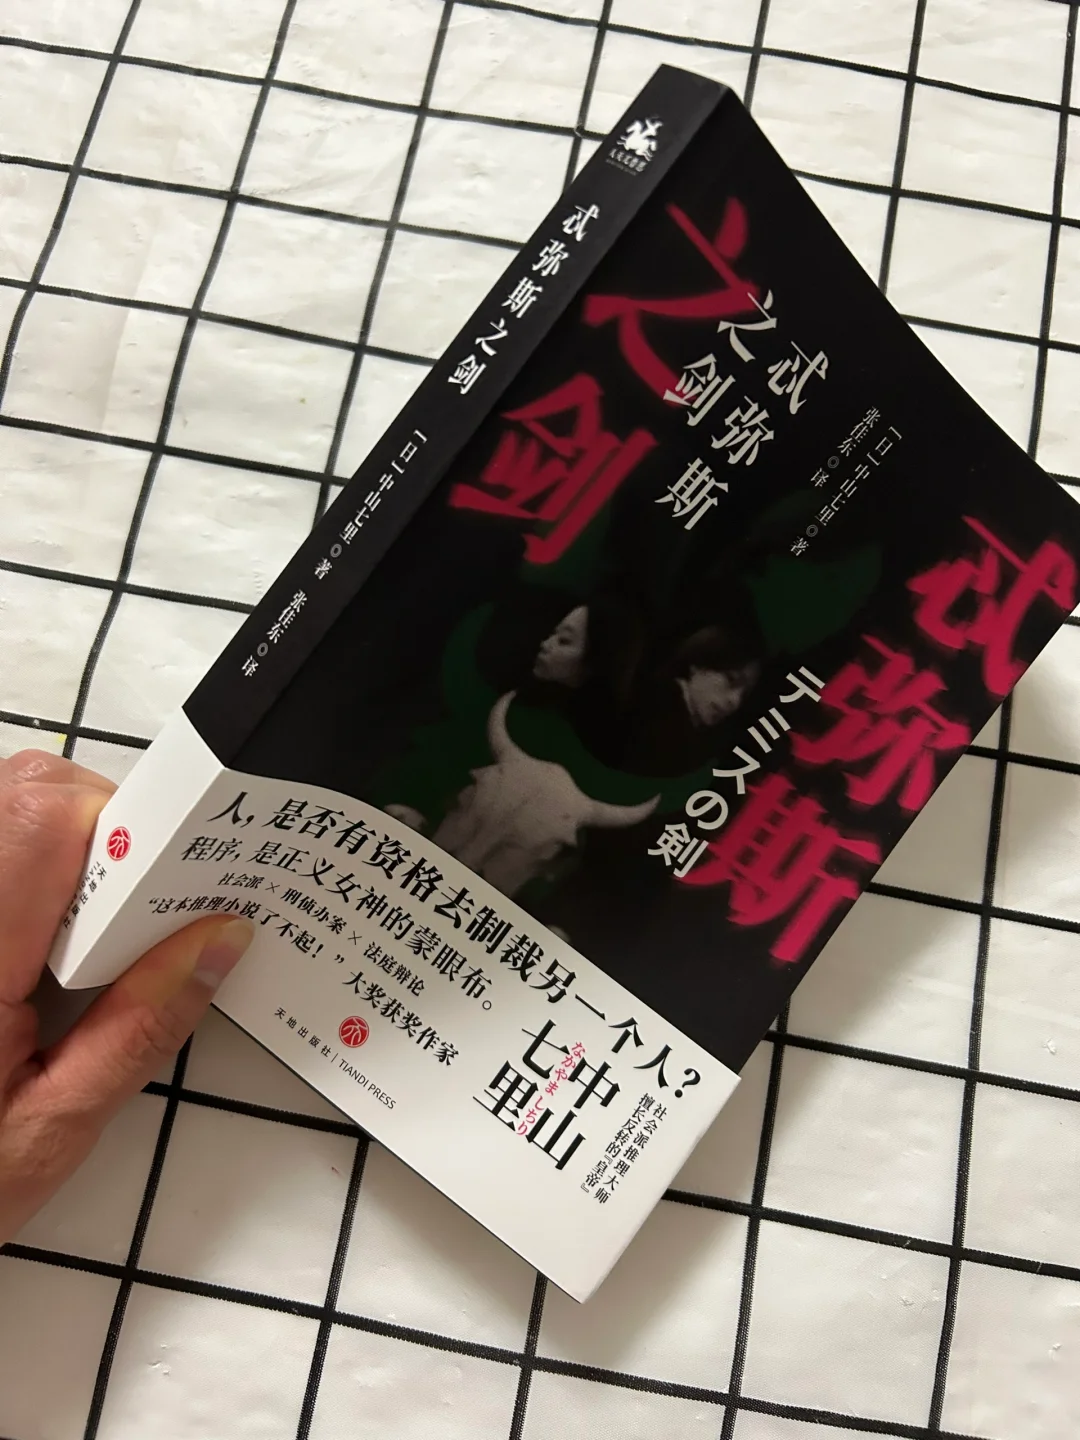 忒弥斯之剑
[日]中山七里◎著 张佳东◎译
天地出版社
忒弥斯
之剑
忒弥斯
之剑
[日]中山七里◎著
张佳东◎译
テミスの剣
人，是否有资格去制裁另一个人？
程序，是正义女神的蒙眼布。
社会派×刑侦办案×法庭辩论
“这本推理小说了不起！”大奖获奖作家
社会派推理大师
擅长反转的『皇帝』
中山
七里
なかやま しちり
天地出版社 | TIANDI PRESS